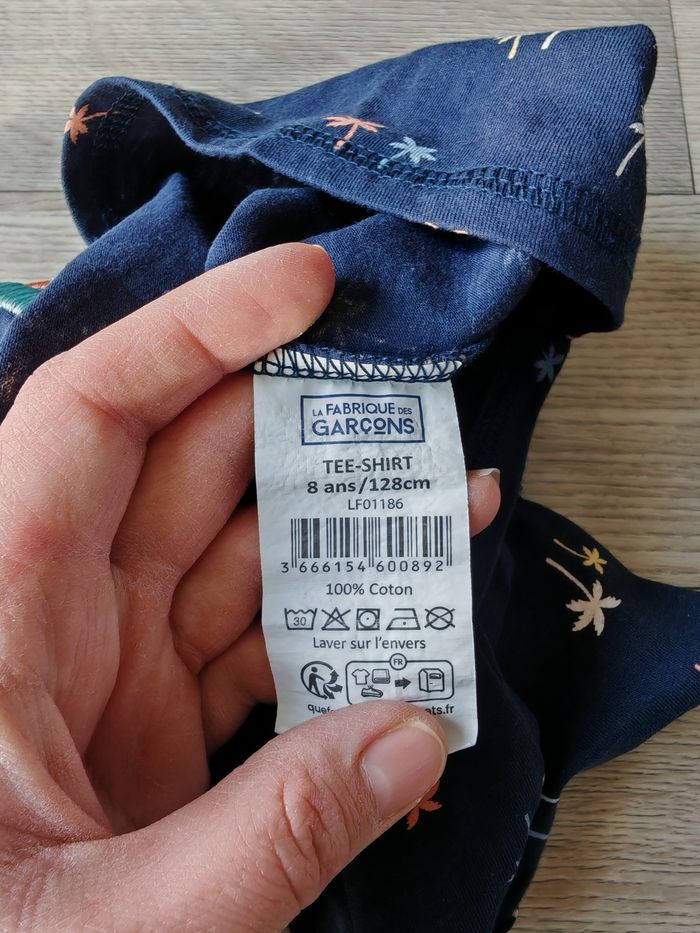 LA FABRIQUE DES
GARÇONS
TEE-SHIRT
8 ans/128cm
LF01186
3 666154 600892
100% Coton
30
Laver sur l'envers
FR